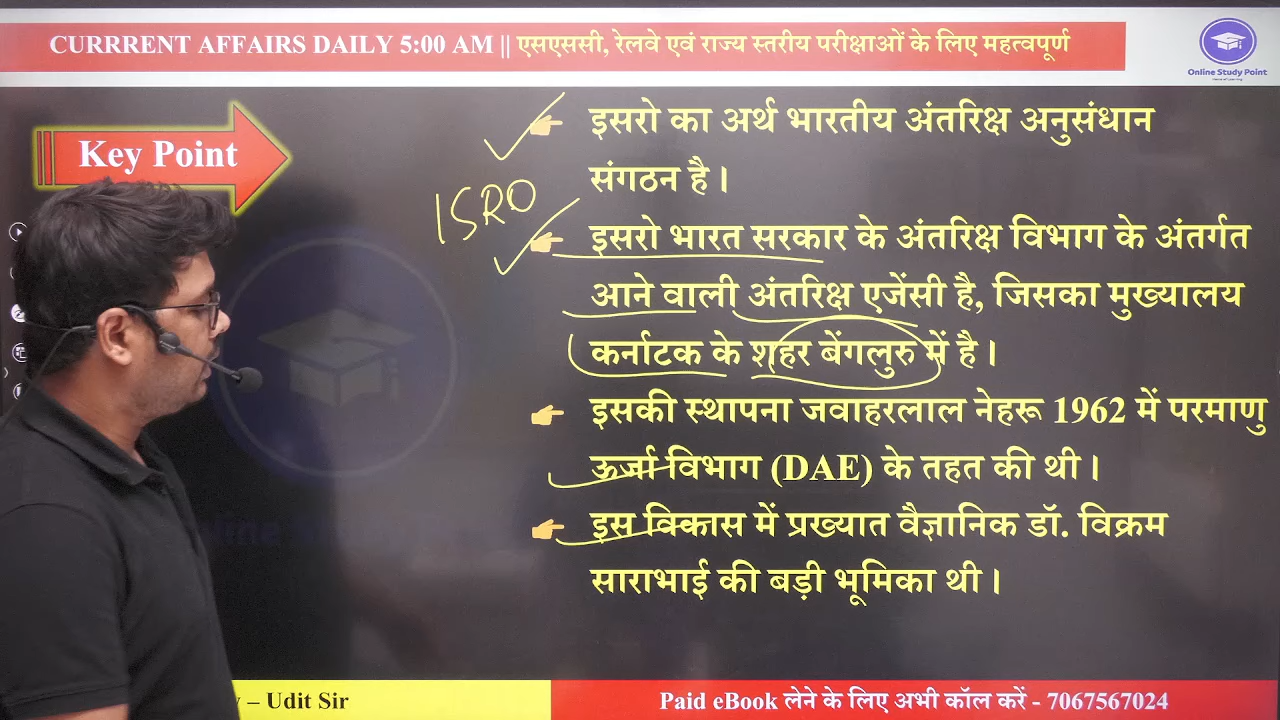 CURRRENT AFFAIRS DAILY 5:00 AM || एसएससी, रेलवे एवं राज्य स्तरीय परीक्षाओं के लिए महत्वपूर्ण
Online Study Point
Key Point
इसरो का अर्थ भारतीय अंतरिक्ष अनुसंधान
संगठन है।
ISRO
इसरो भारत सरकार के अंतरिक्ष विभाग के अंतर्गत
आने वाली अंतरिक्ष एजेंसी है, जिसका मुख्यालय
कर्नाटक के शहर बेंगलुरु में है।
इसकी स्थापना जवाहरलाल नेहरू 1962 में परमाणु
ऊर्जा विभाग (DAE) के तहत की थी।
इस विकास में प्रख्यात वैज्ञानिक डॉ. विक्रम
साराभाई की बड़ी भूमिका थी।
– Udit Sir
Paid eBook लेने के लिए अभी कॉल करें - 7067567024